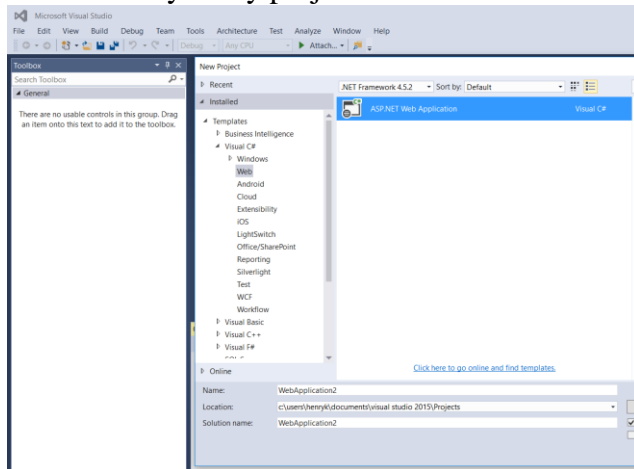 Microsoft Visual Studio
File Edit View Build Debug Team Tools Architecture Test Analyze Window Help
Debug Any CPU Attach...
Toolbox
Search Toolbox
General
There are no usable controls in this group. Drag
an item onto this text to add it to the toolbox.
New Project
Recent
.NET Framework 4.5.2 Sort by: Default
Installed
ASP.NET Web Application Visual C#
Templates
Business Intelligence
Visual C#
Windows
Web
Android
Cloud
Extensibility
iOS
LightSwitch
Office/SharePoint
Reporting
Silverlight
Test
WCF
Workflow
Visual Basic
Visual C++
Visual F#
Online
Click here to go online and find templates.
Name: WebApplication2
Location: c:\users\henryk\documents\visual studio 2015\Projects
Solution name: WebApplication2